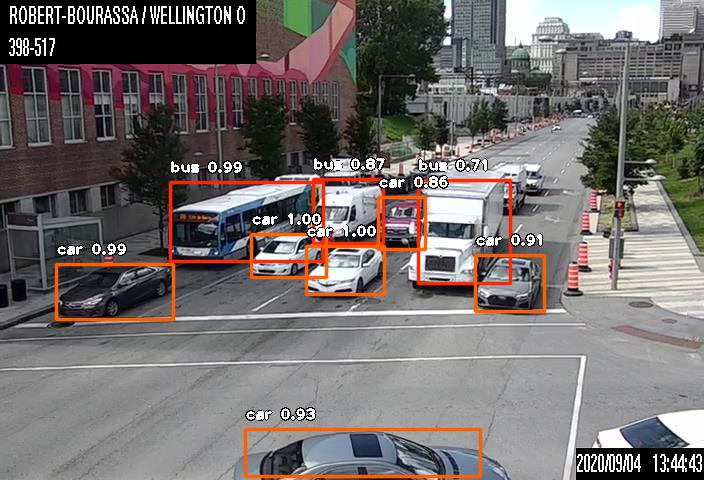 ROBERT-BOURASSA / WELLINGTON O
398-517
bus 0.99
bus 0.87
bus 0.71
car 0.86
car 1.00
car 1.00
car 0.91
car 0.99
car 0.93
2020/09/04 13:44:43